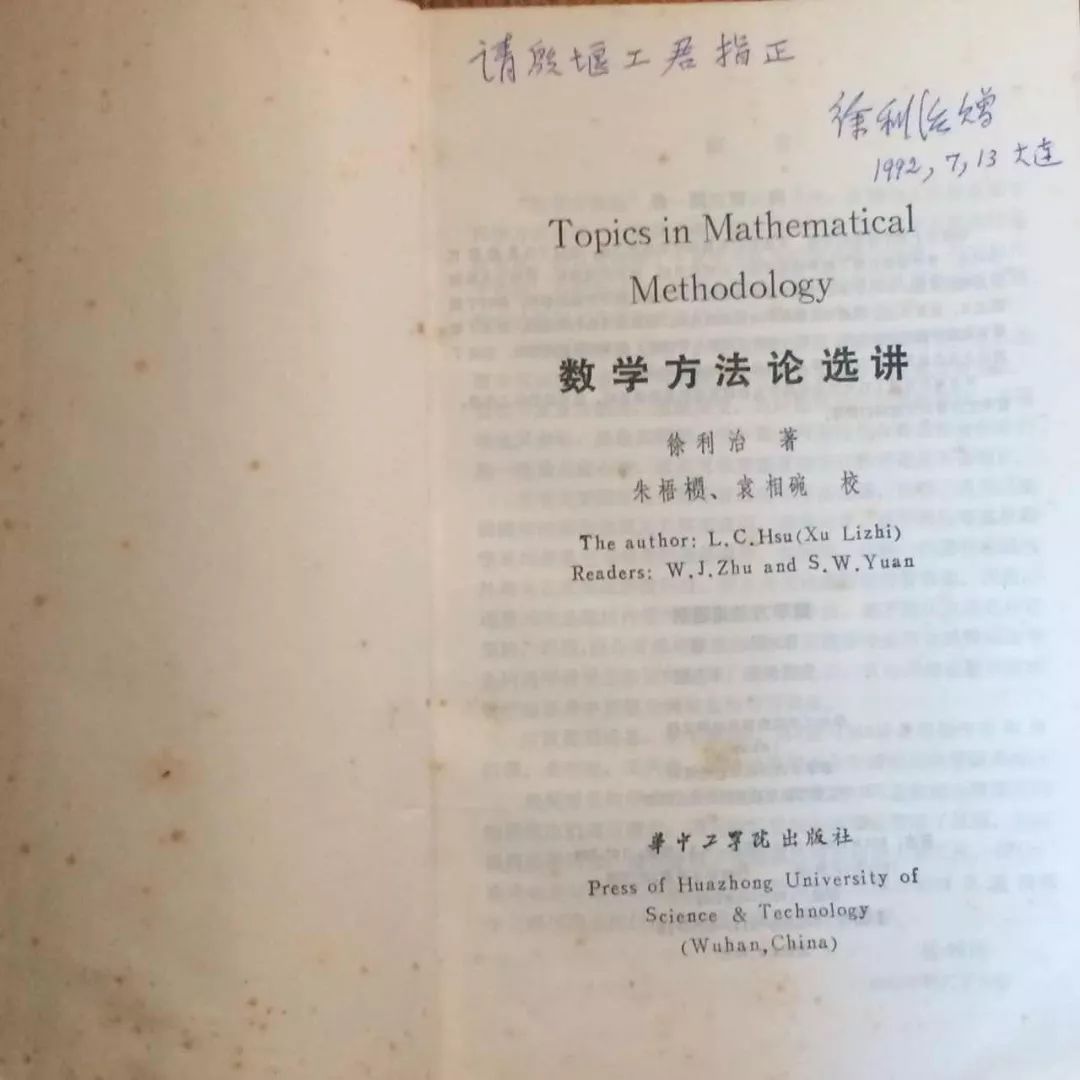 请殷堰工君指正
徐利治赠
1992,7,13 大连
Topics in Mathematical
Methodology
数学方法论选讲
徐利治 著
朱梧槚、袁相碗 校
The author: L.C.Hsu(Xu Lizhi)
Readers: W.J.Zhu and S.W.Yuan
华中工学院出版社
Press of Huazhong University of
Science & Technology
(Wuhan,China)